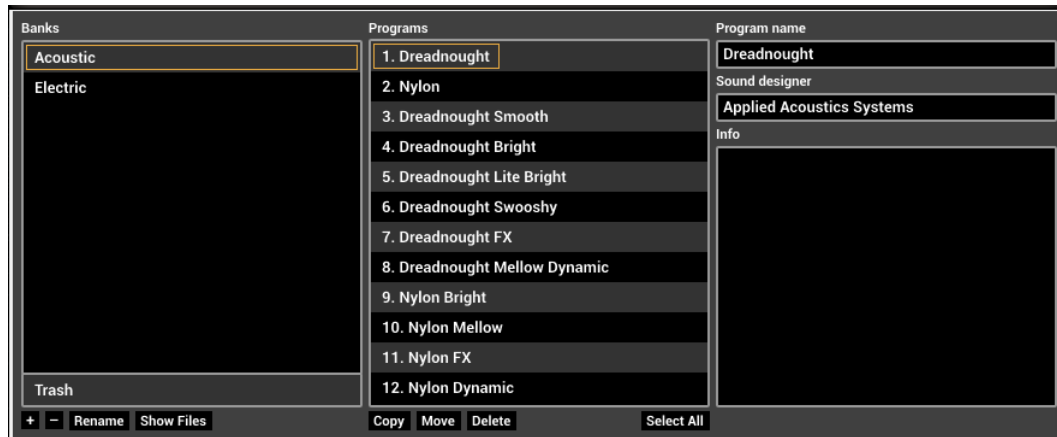 Banks
Acoustic
Electric
Trash
+ − Rename Show Files
Programs
1. Dreadnought
2. Nylon
3. Dreadnought Smooth
4. Dreadnought Bright
5. Dreadnought Lite Bright
6. Dreadnought Swooshy
7. Dreadnought FX
8. Dreadnought Mellow Dynamic
9. Nylon Bright
10. Nylon Mellow
11. Nylon FX
12. Nylon Dynamic
Copy Move Delete Select All
Program name
Dreadnought
Sound designer
Applied Acoustics Systems
Info